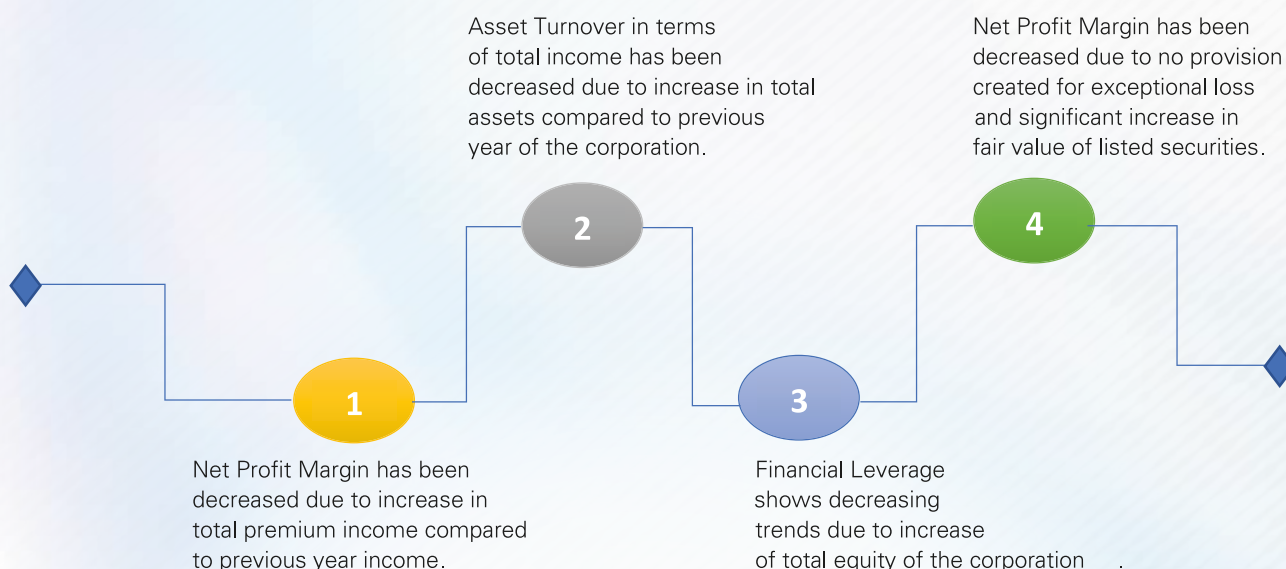 Asset Turnover in terms
of total income has been
decreased due to increase in total
assets compared to previous
year of the corporation.
Net Profit Margin has been
decreased due to no provision
created for exceptional loss
and significant increase in
fair value of listed securities.
2
4
1
3
Net Profit Margin has been
decreased due to increase in
total premium income compared
to previous year income.
Financial Leverage
shows decreasing
trends due to increase
of total equity of the corporation .